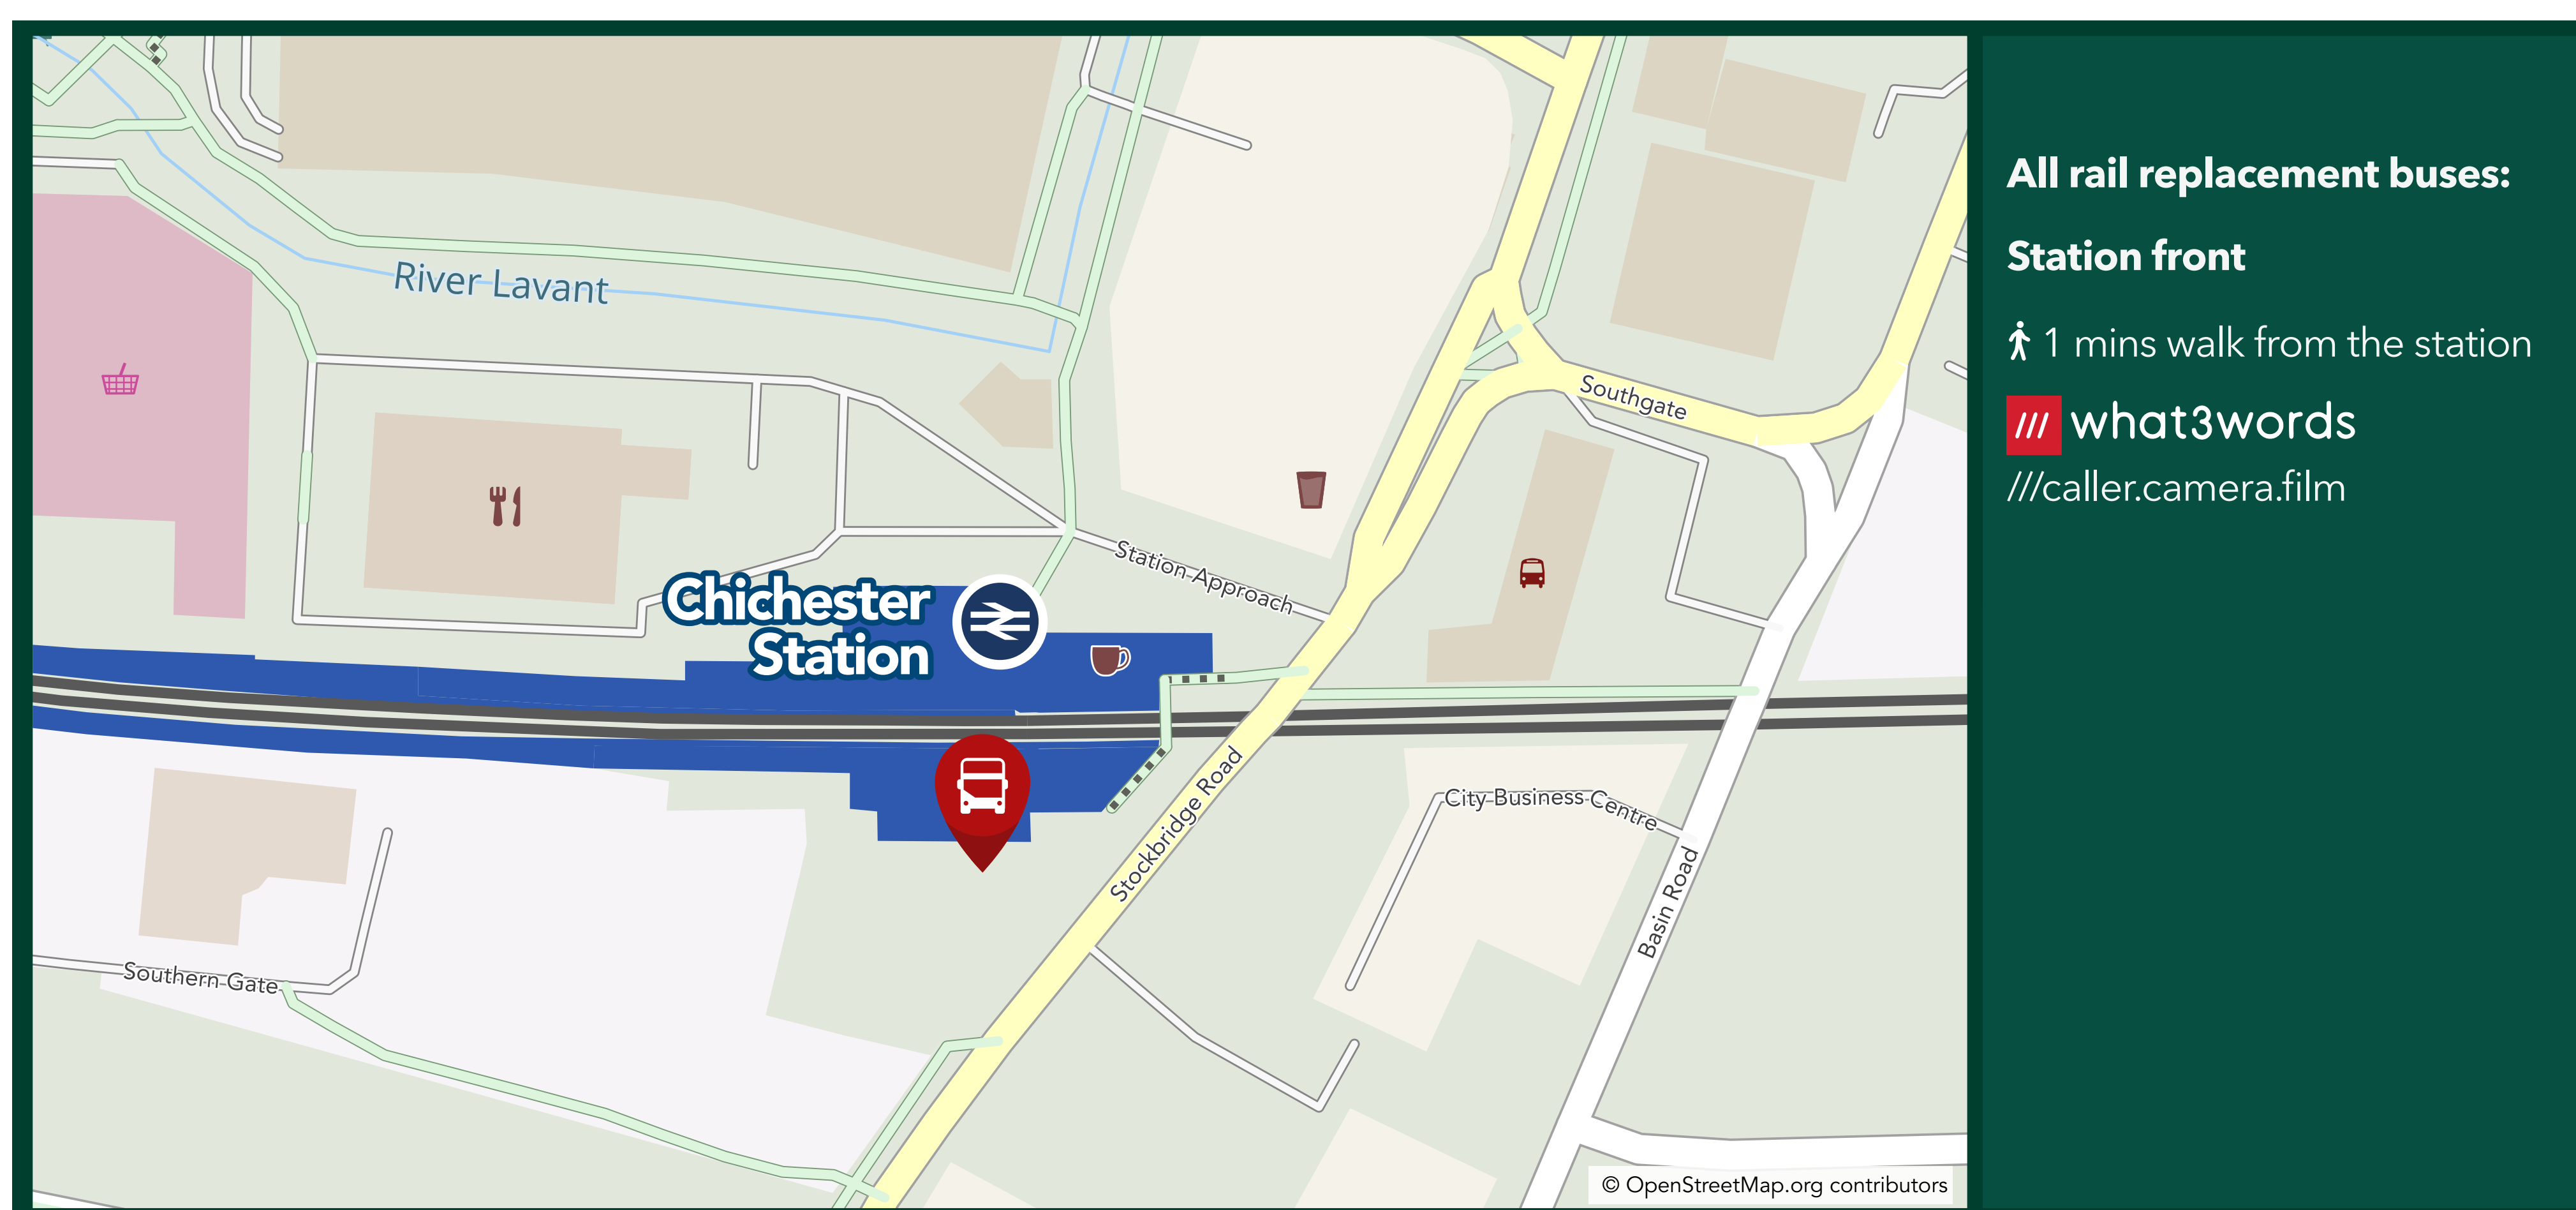 River Lavant
Southgate
Station Approach
Chichester
Station
Stockbridge Road
City Business Centre
Basin Road
Southern Gate
© OpenStreetMap.org contributors
All rail replacement buses:
Station front
1 mins walk from the station
/// what3words
///caller.camera.film